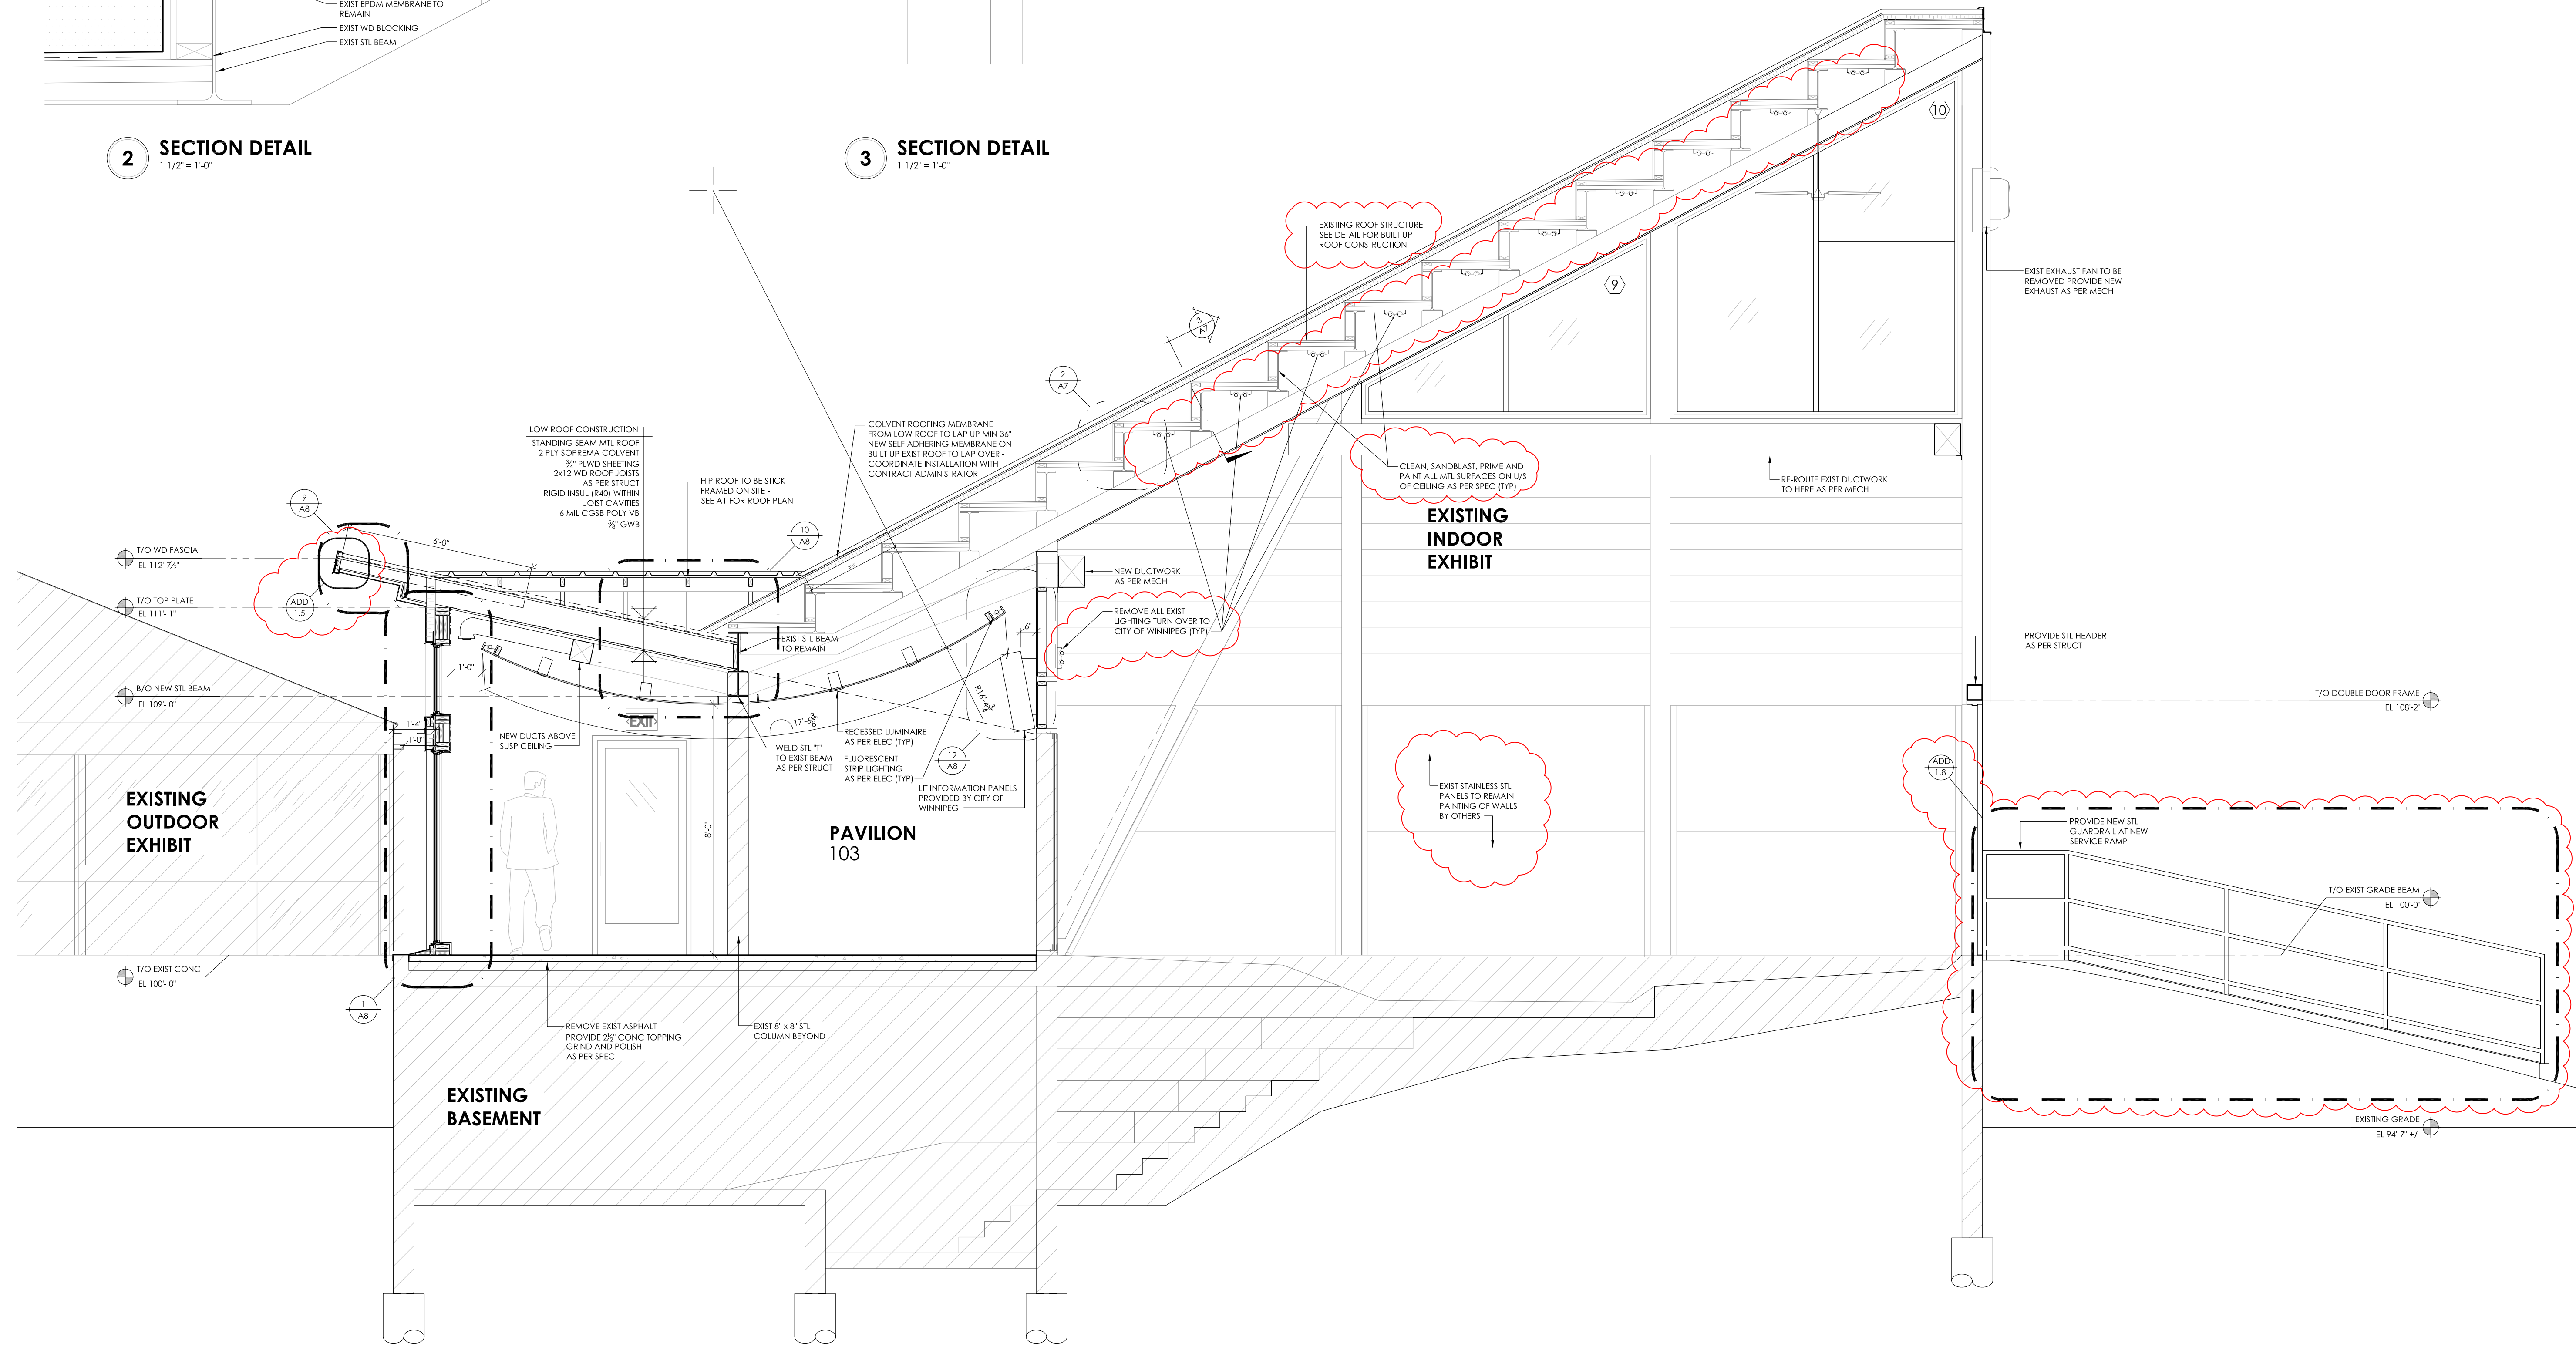 EXIST EPDM MEMBRANE TO
REMAIN
EXIST WD BLOCKING
EXIST STL BEAM
2
SECTION DETAIL
1 1/2" = 1'-0"
3
SECTION DETAIL
1 1/2" = 1'-0"
10
9
EXISTING ROOF STRUCTURE
SEE DETAIL FOR BUILT UP
ROOF CONSTRUCTION
EXIST EXHAUST FAN TO BE
REMOVED PROVIDE NEW
EXHAUST AS PER MECH
3
A7
2
A7
LOW ROOF CONSTRUCTION
STANDING SEAM MTL ROOF
2 PLY SOPREMA COLVENT
¾" PLWD SHEETING
2x12 WD ROOF JOISTS
AS PER STRUCT
RIGID INSUL (R40) WITHIN
JOIST CAVITIES
6 MIL CGSB POLY VB
⅝" GWB
COLVENT ROOFING MEMBRANE
FROM LOW ROOF TO LAP UP MIN 36"
NEW SELF ADHERING MEMBRANE ON
BUILT UP EXIST ROOF TO LAP OVER -
COORDINATE INSTALLATION WITH
CONTRACT ADMINISTRATOR
HIP ROOF TO BE STICK
FRAMED ON SITE -
SEE A1 FOR ROOF PLAN
CLEAN, SANDBLAST, PRIME AND
PAINT ALL MTL SURFACES ON U/S
OF CEILING AS PER SPEC (TYP)
RE-ROUTE EXIST DUCTWORK
TO HERE AS PER MECH
EXISTING
INDOOR
EXHIBIT
9
A8
10
A8
6'-0"
T/O WD FASCIA
EL 112'-7½"
T/O TOP PLATE
EL 111'- 1"
ADD
1.5
NEW DUCTWORK
AS PER MECH
REMOVE ALL EXIST
LIGHTING TURN OVER TO
CITY OF WINNIPEG (TYP)
6"
EXIST STL BEAM
TO REMAIN
PROVIDE STL HEADER
AS PER STRUCT
1'-0"
B/O NEW STL BEAM
EL 109'- 0"
T/O DOUBLE DOOR FRAME
EL 108'-2"
R16'-4¾"
17'-6⅜"
EXIT
1'-4"
1'-0"
NEW DUCTS ABOVE
SUSP CEILING
WELD STL "T"
TO EXIST BEAM
AS PER STRUCT
RECESSED LUMINAIRE
AS PER ELEC (TYP)
FLUORESCENT
STRIP LIGHTING
AS PER ELEC (TYP)
12
A8
LIT INFORMATION PANELS
PROVIDED BY CITY OF
WINNIPEG
EXIST STAINLESS STL
PANELS TO REMAIN
PAINTING OF WALLS
BY OTHERS
ADD
1.8
EXISTING
OUTDOOR
EXHIBIT
8'-0"
PAVILION
103
PROVIDE NEW STL
GUARDRAIL AT NEW
SERVICE RAMP
T/O EXIST GRADE BEAM
EL 100'-0"
T/O EXIST CONC
EL 100'- 0"
1
A8
REMOVE EXIST ASPHALT
PROVIDE 2½" CONC TOPPING
GRIND AND POLISH
AS PER SPEC
EXIST 8" x 8" STL
COLUMN BEYOND
EXISTING
BASEMENT
EXISTING GRADE
EL 94'-7" +/-